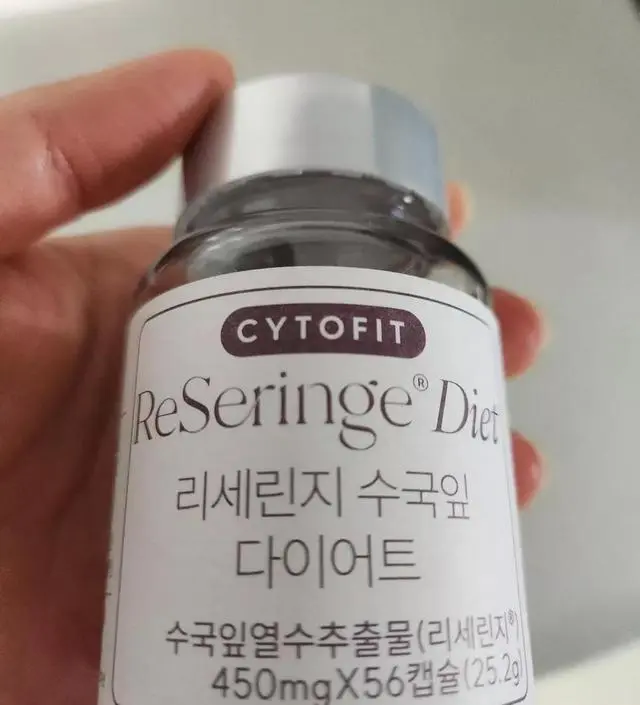 CYTOFIT
ReSeringe® Diet
리세린지 수국잎
다이어트
수국잎열수추출물(리세린지®)
450mgX56캡슐(25.2g)